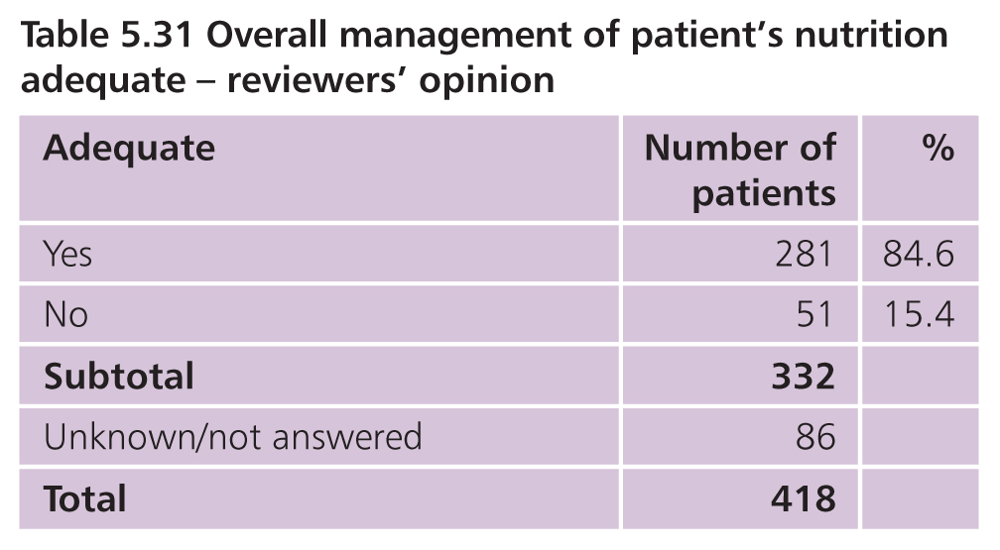 Table 5.31 Overall management of patient’s nutrition
adequate – reviewers’ opinion
Adequate Number of patients %
Yes 281 84.6
No 51 15.4
Subtotal 332
Unknown/not answered 86
Total 418